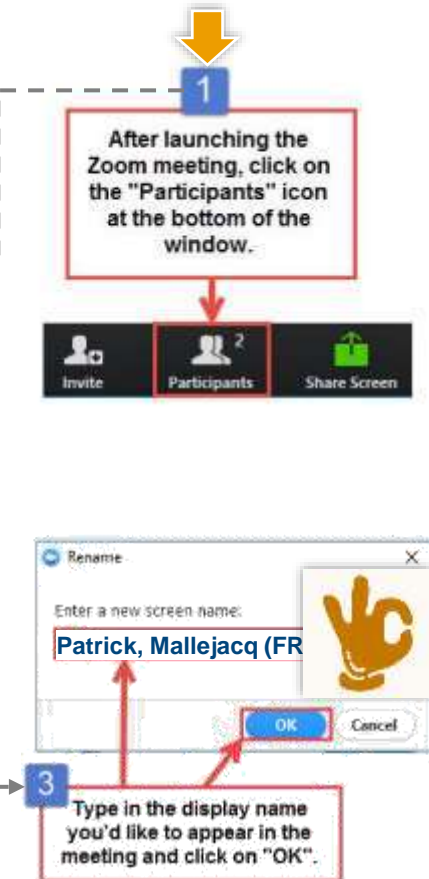 1
After launching the
Zoom meeting, click on
the "Participants" icon
at the bottom of the
window.
2
Invite Participants Share Screen
Rename
Enter a new screen name:
Patrick, Mallejacq (FR
OK Cancel
3
Type in the display name
you'd like to appear in the
meeting and click on "OK".